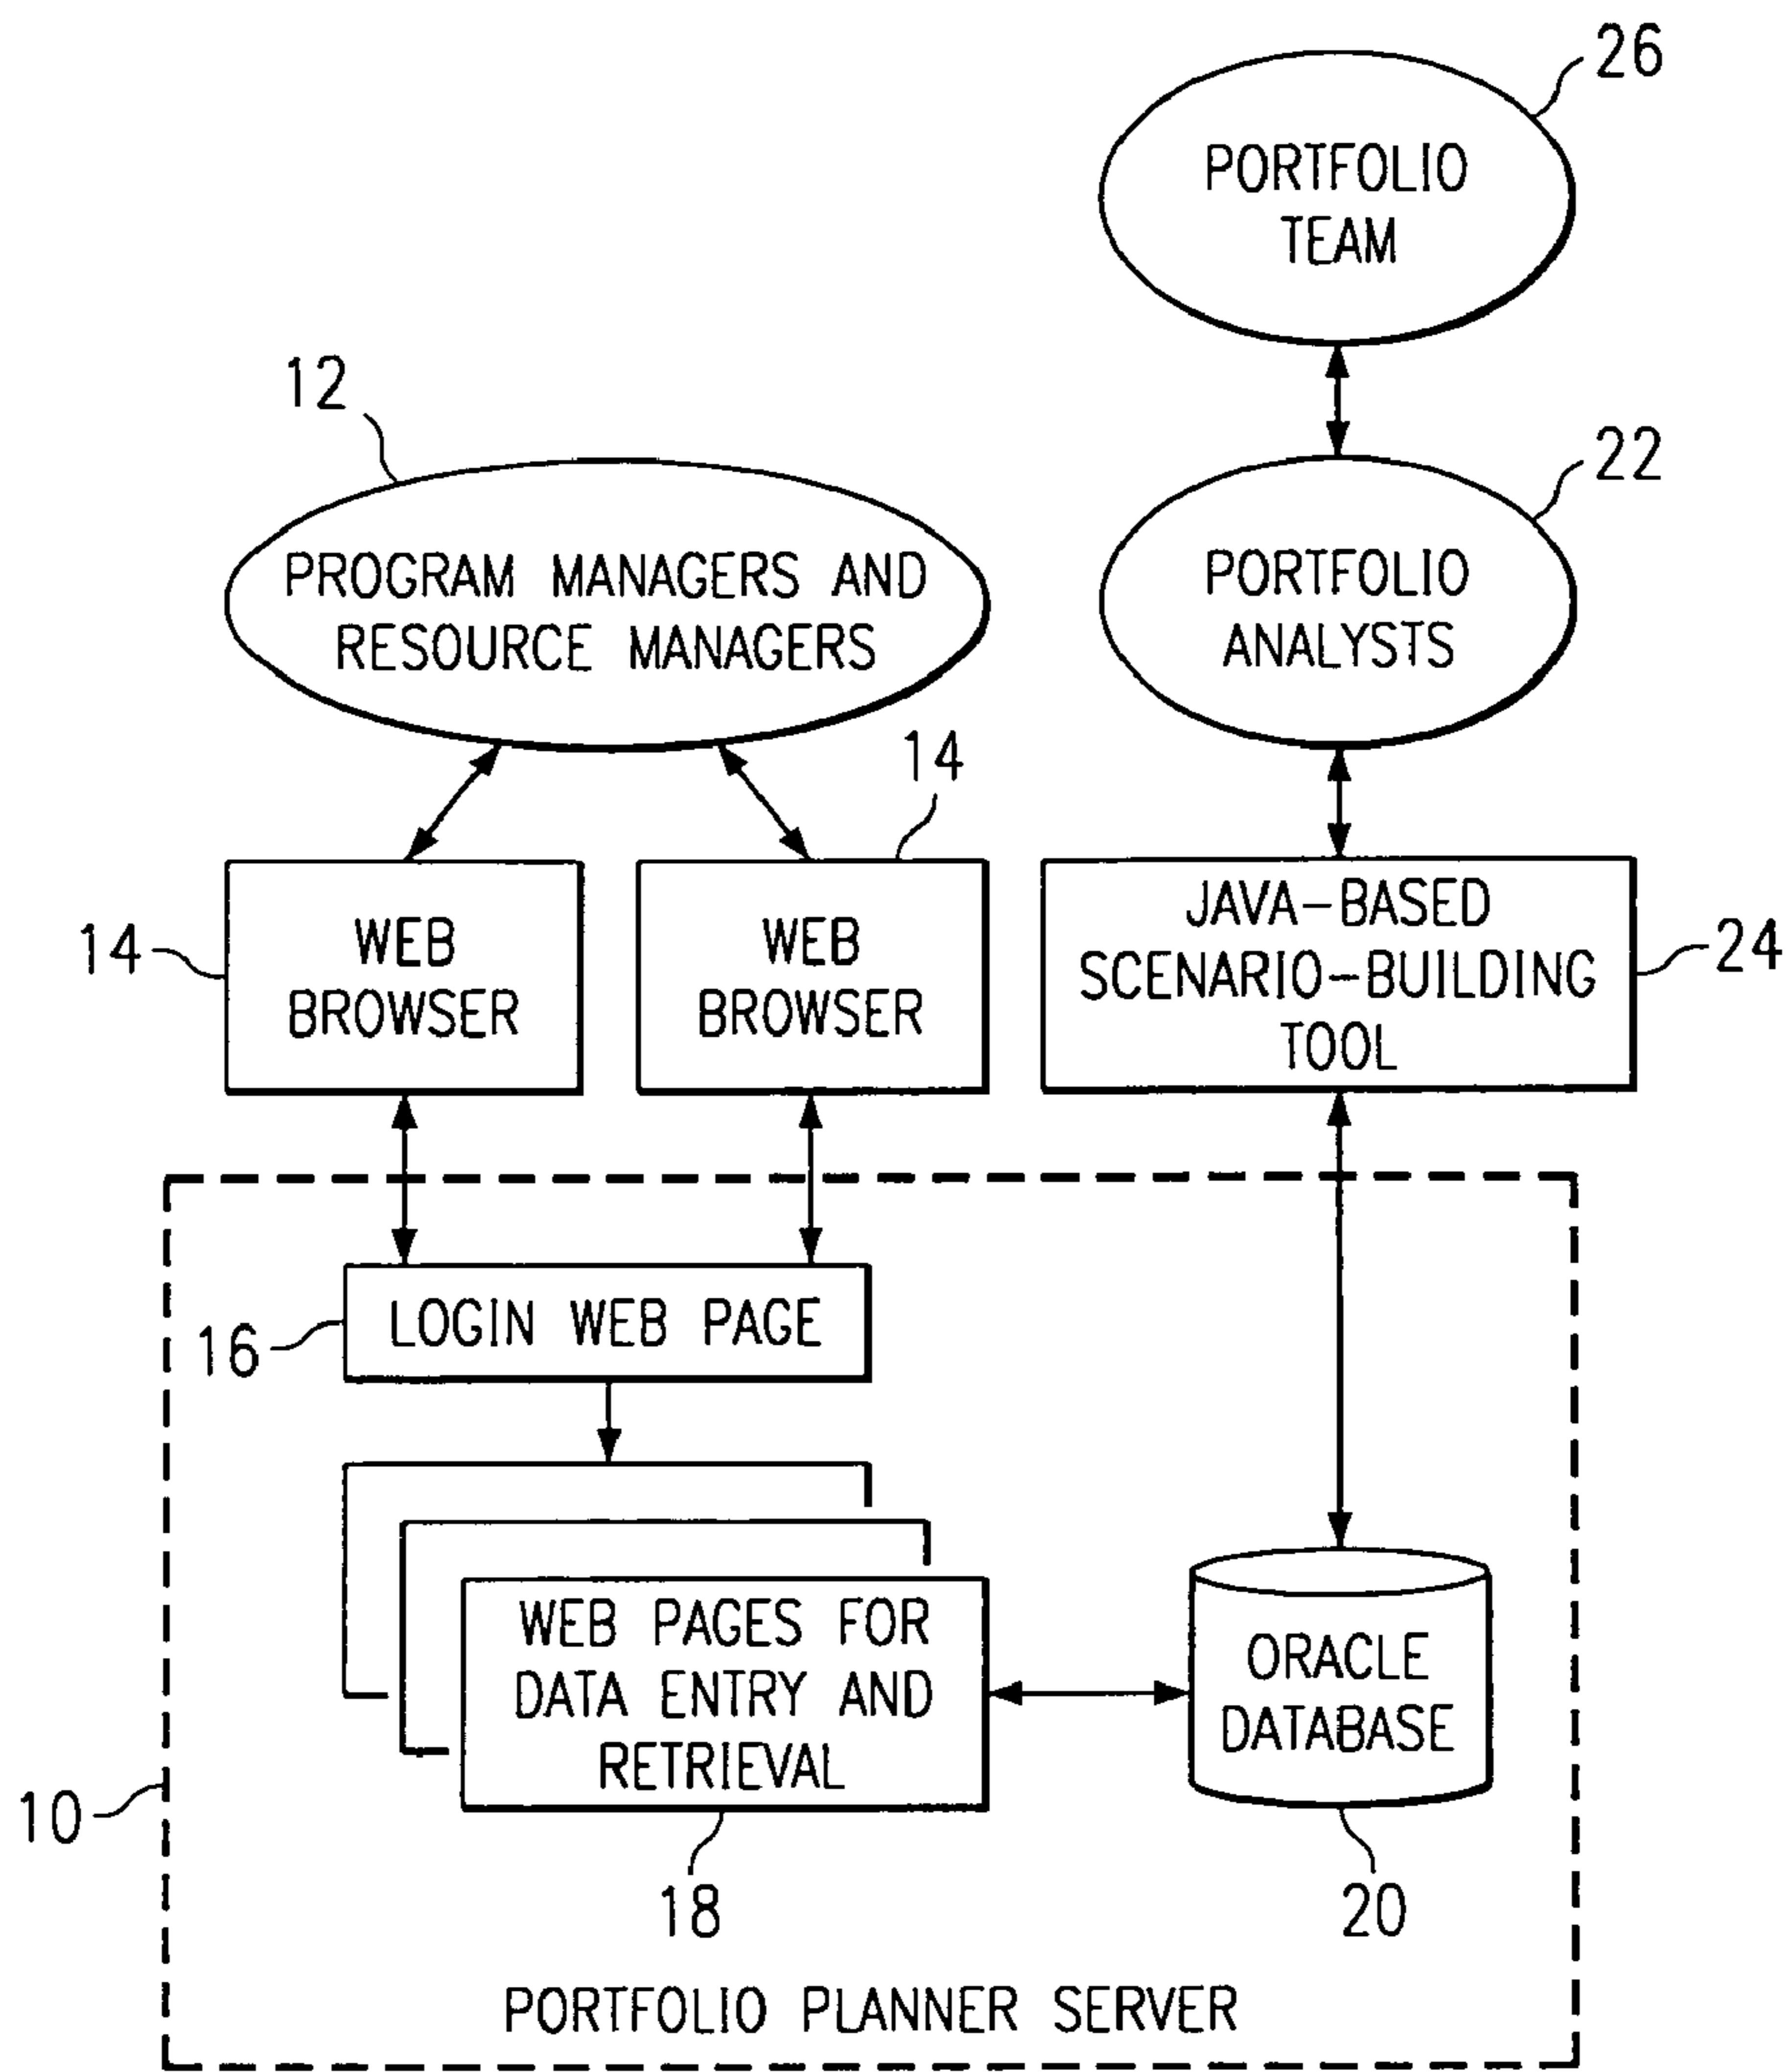 26
PORTFOLIO
TEAM
12
22
PROGRAM MANAGERS AND
RESOURCE MANAGERS
PORTFOLIO
ANALYSTS
14
14
WEB
BROWSER
WEB
BROWSER
JAVA-BASED
SCENARIO-BUILDING
TOOL
24
16
LOGIN WEB PAGE
WEB PAGES FOR
DATA ENTRY AND
RETRIEVAL
ORACLE
DATABASE
10
18
20
PORTFOLIO PLANNER SERVER